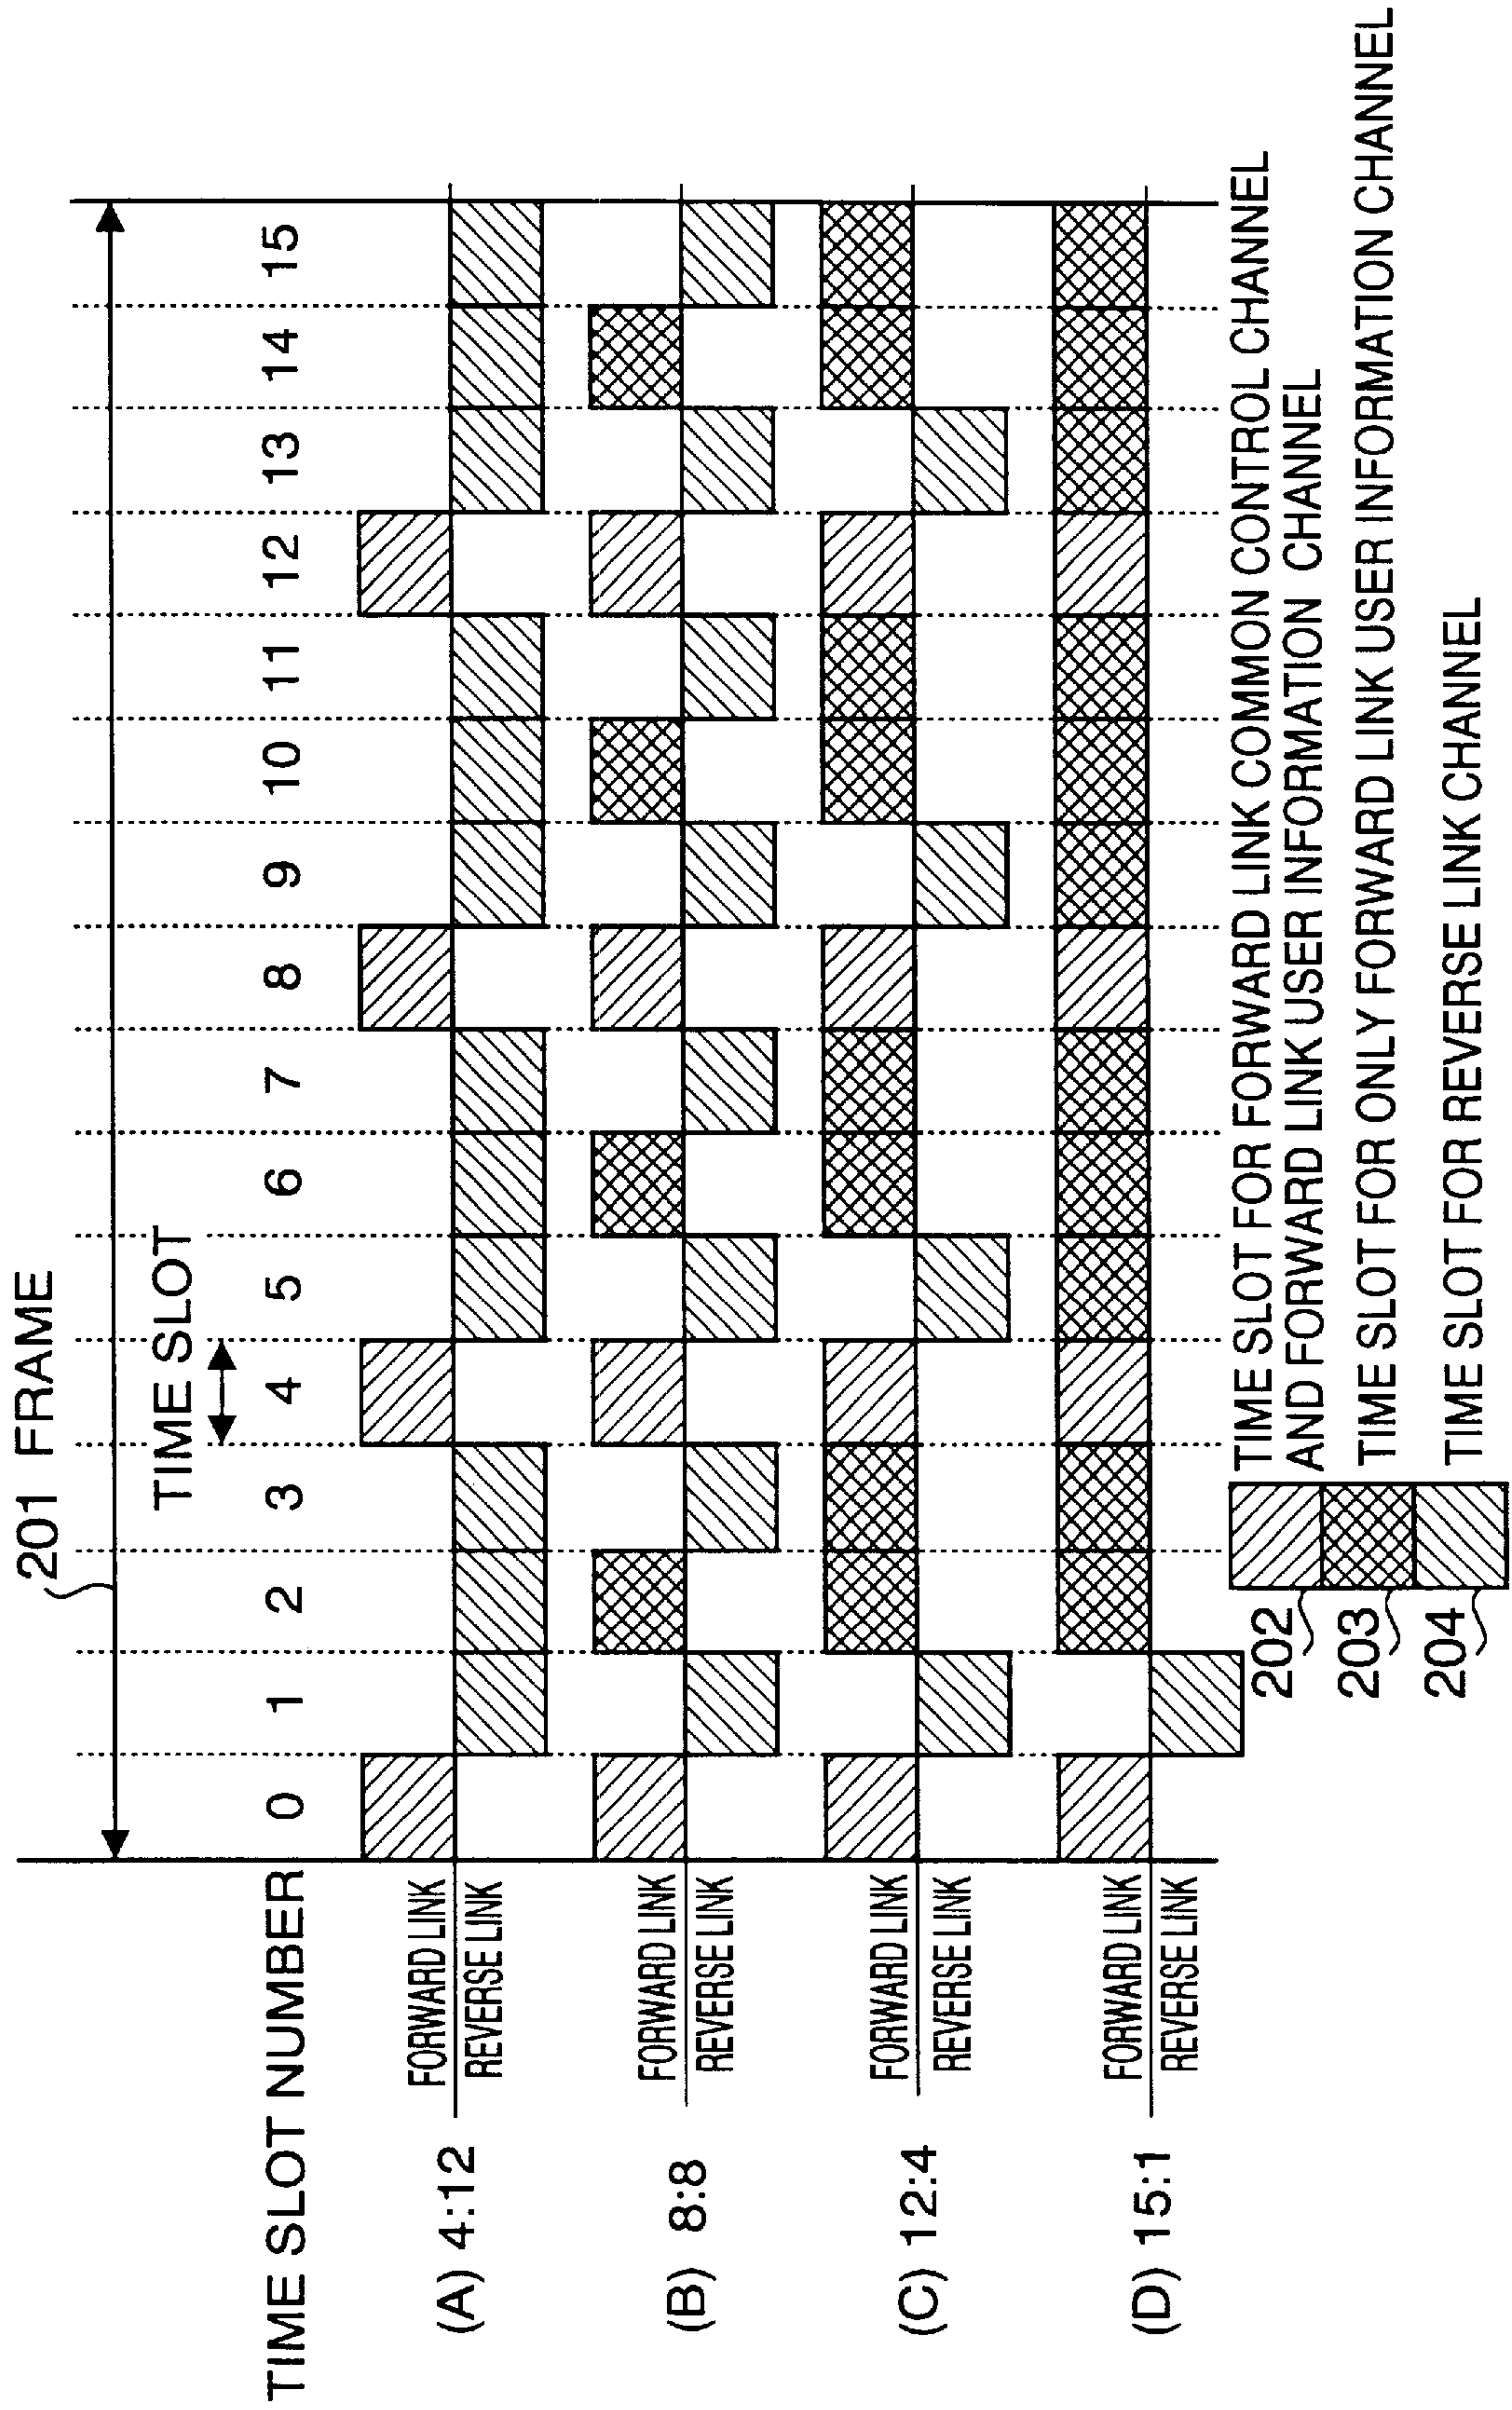 201 FRAME
TIME SLOT
TIME SLOT NUMBER 0 1 2 3 4 5 6 7 8 9 10 11 12 13 14 15
(A) 4:12
FORWARD LINK
REVERSE LINK
(B) 8:8
FORWARD LINK
REVERSE LINK
(C) 12:4
FORWARD LINK
REVERSE LINK
(D) 15:1
FORWARD LINK
REVERSE LINK
202
TIME SLOT FOR FORWARD LINK COMMON CONTROL CHANNEL
AND FORWARD LINK USER INFORMATION CHANNEL
203
TIME SLOT FOR ONLY FORWARD LINK USER INFORMATION CHANNEL
204
TIME SLOT FOR REVERSE LINK CHANNEL